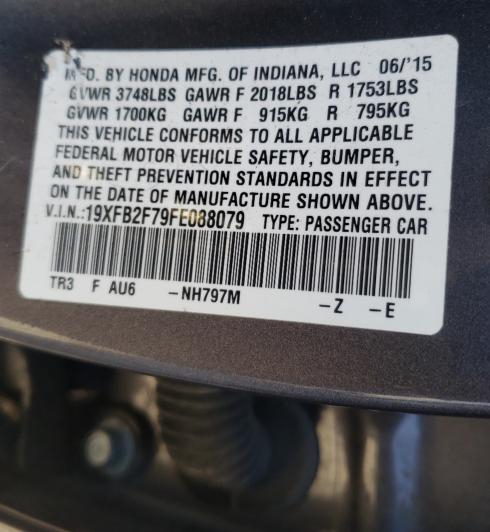 MFD. BY HONDA MFG. OF INDIANA, LLC 06/'15
GVWR 3748LBS GAWR F 2018LBS R 1753LBS
GVWR 1700KG GAWR F 915KG R 795KG
THIS VEHICLE CONFORMS TO ALL APPLICABLE
FEDERAL MOTOR VEHICLE SAFETY, BUMPER,
AND THEFT PREVENTION STANDARDS IN EFFECT
ON THE DATE OF MANUFACTURE SHOWN ABOVE.
V.I.N.:19XFB2F79FE088079 TYPE: PASSENGER CAR
TR3 F AU6 -NH797M -Z -E